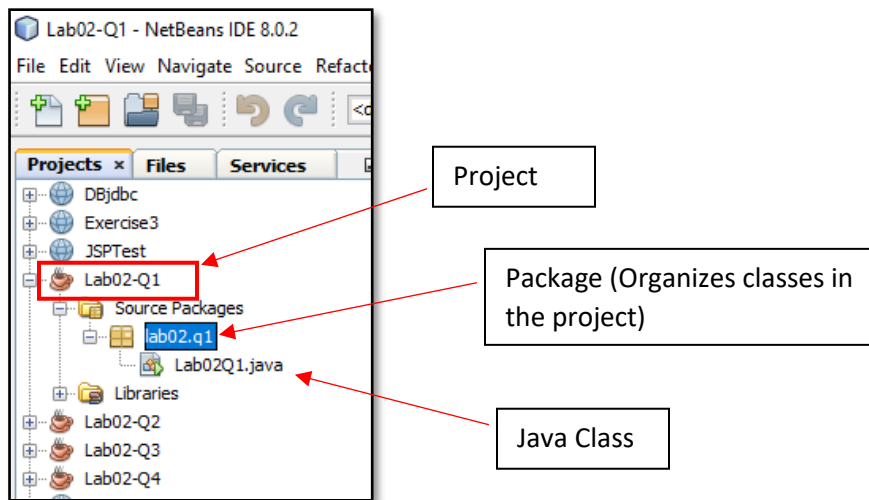 Lab02-Q1 - NetBeans IDE 8.0.2
File Edit View Navigate Source Refact
<d
Projects × Files Services
DBjdbc
Exercise3
JSPTest
Lab02-Q1
Source Packages
lab02.q1
Lab02Q1.java
Libraries
Lab02-Q2
Lab02-Q3
Lab02-Q4
Project
Package (Organizes classes in
the project)
Java Class